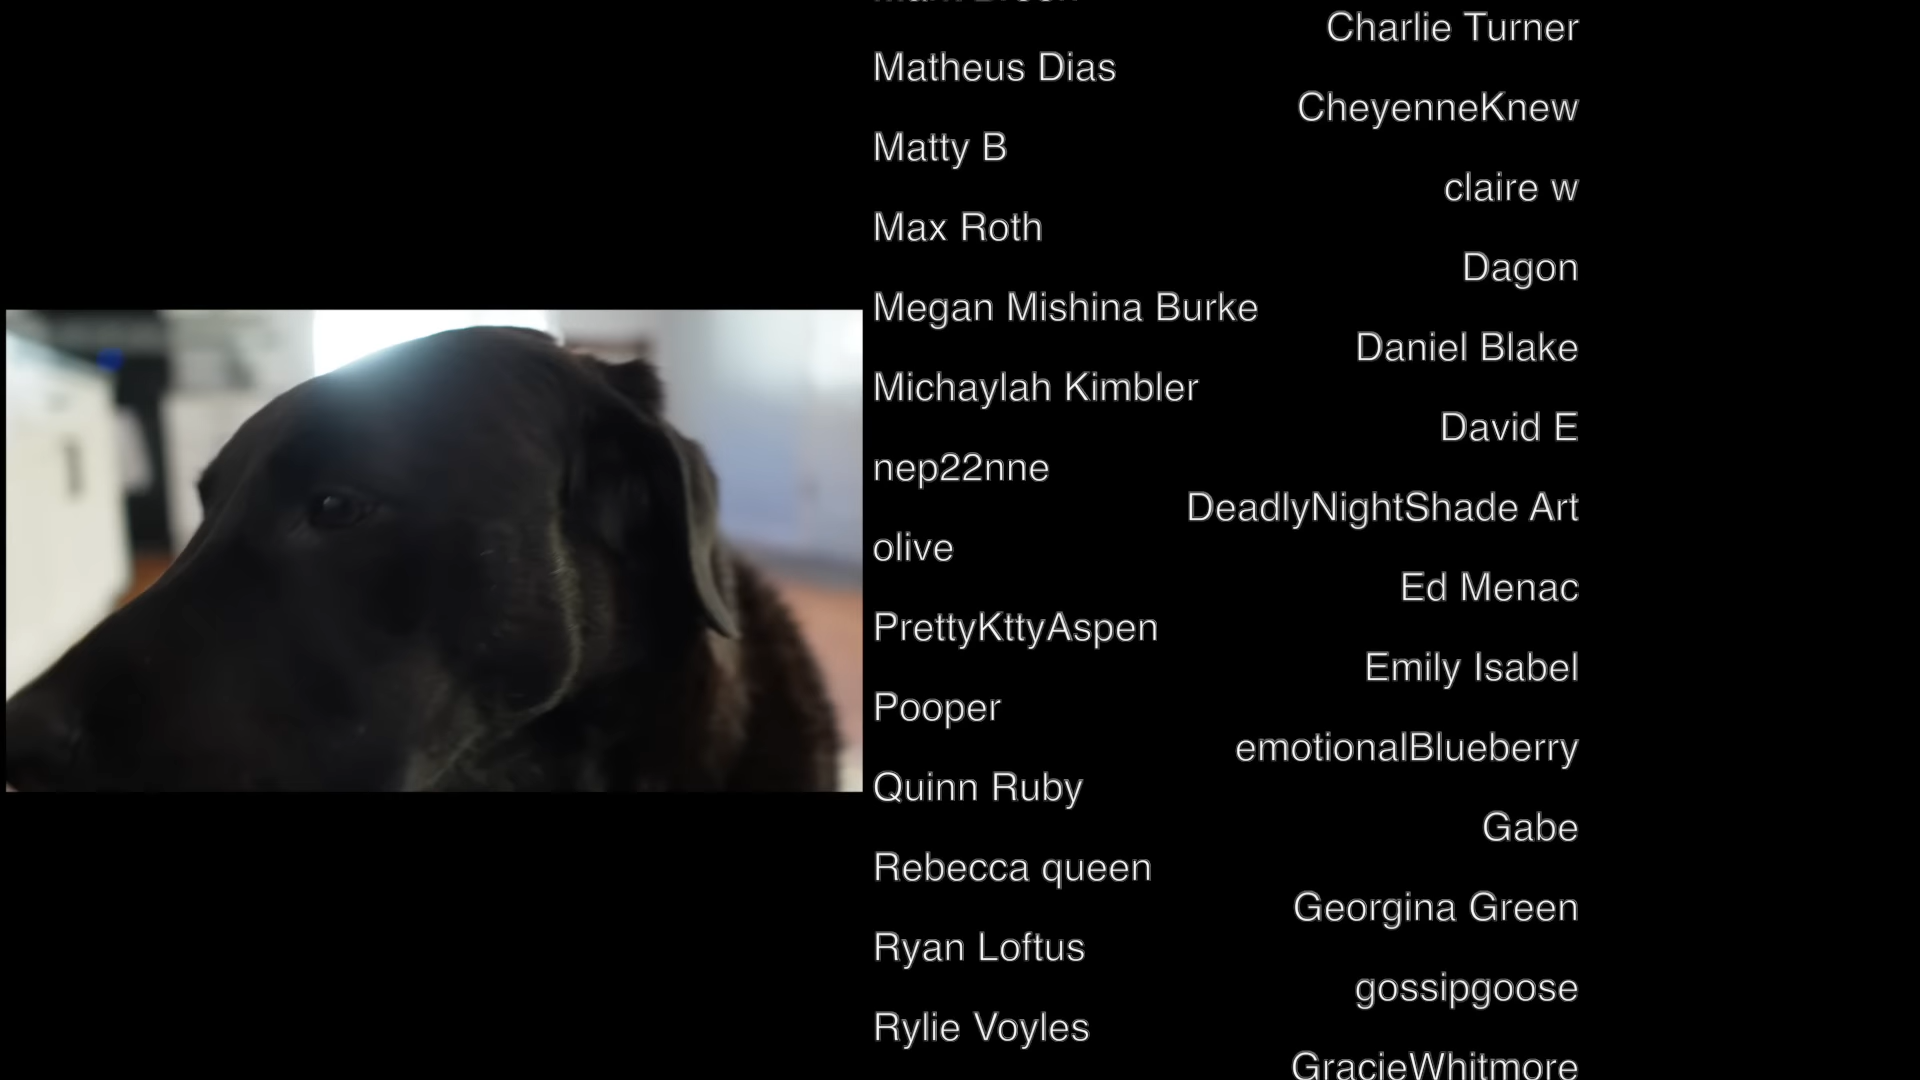 Matheus Dias
Matty B
Max Roth
Megan Mishina Burke
Michaylah Kimbler
nep22nne
olive
PrettyKttyAspen
Pooper
Quinn Ruby
Rebecca queen
Ryan Loftus
Rylie Voyles
Charlie Turner
CheyenneKnew
claire w
Dagon
Daniel Blake
David E
DeadlyNightShade Art
Ed Menac
Emily Isabel
emotionalBlueberry
Gabe
Georgina Green
gossipgoose
GracieWhitmore